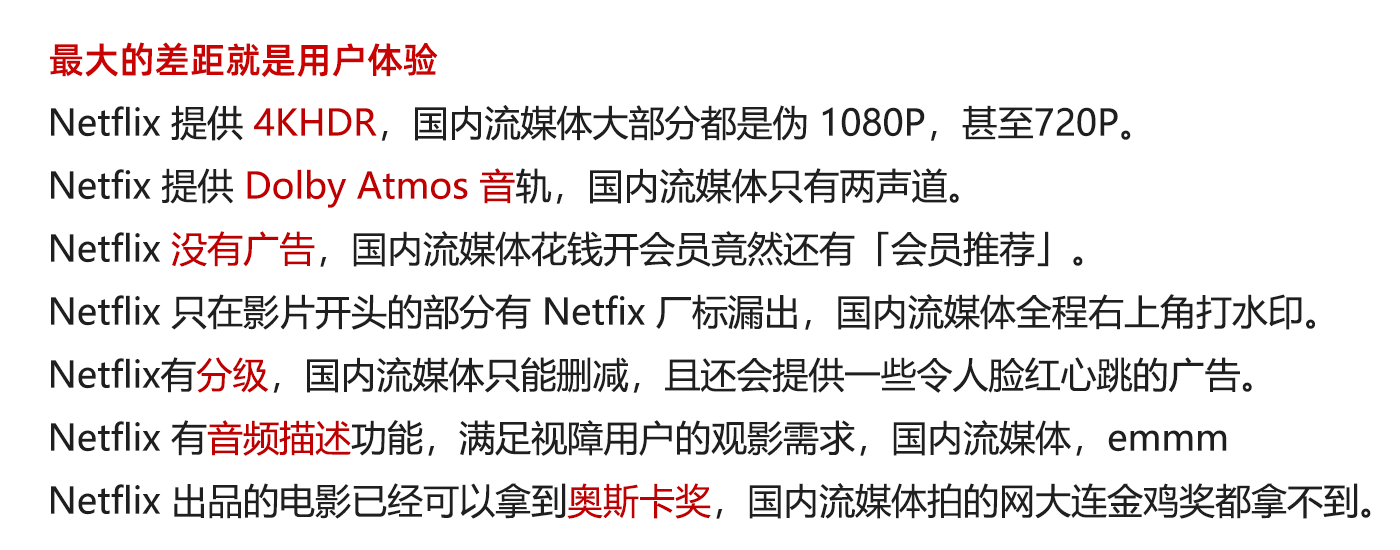 最大的差距就是用户体验
Netflix 提供 4KHDR，国内流媒体大部分都是伪 1080P，甚至720P。
Netfix 提供 Dolby Atmos 音轨，国内流媒体只有两声道。
Netflix 没有广告，国内流媒体花钱开会员竟然还有「会员推荐」。
Netflix 只在影片开头的部分有 Netfix 厂标漏出，国内流媒体全程右上角打水印。
Netflix有分级，国内流媒体只能删减，且还会提供一些令人脸红心跳的广告。
Netflix 有音频描述功能，满足视障用户的观影需求，国内流媒体，emmm
Netflix 出品的电影已经可以拿到奥斯卡奖，国内流媒体拍的网大连金鸡奖都拿不到。